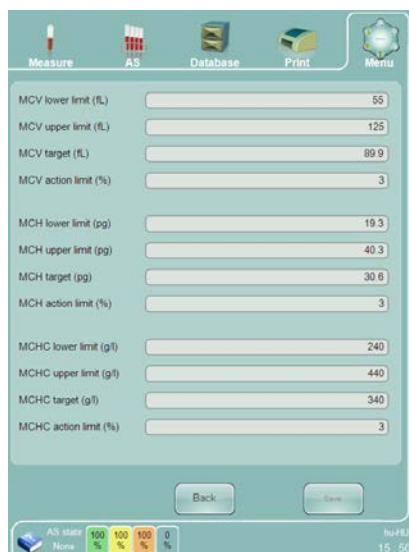 Measure AS Database Print Menu
MCV lower limit (fL) 55
MCV upper limit (fL) 125
MCV target (fL) 89.9
MCV action limit (%) 3
MCH lower limit (pg) 19.3
MCH upper limit (pg) 40.3
MCH target (pg) 30.6
MCH action limit (%) 3
MCHC lower limit (g/l) 240
MCHC upper limit (g/l) 440
MCHC target (g/l) 340
MCHC action limit (%) 3
Back Save
AS state 100 100 100 0 hu-HU
None % % % %